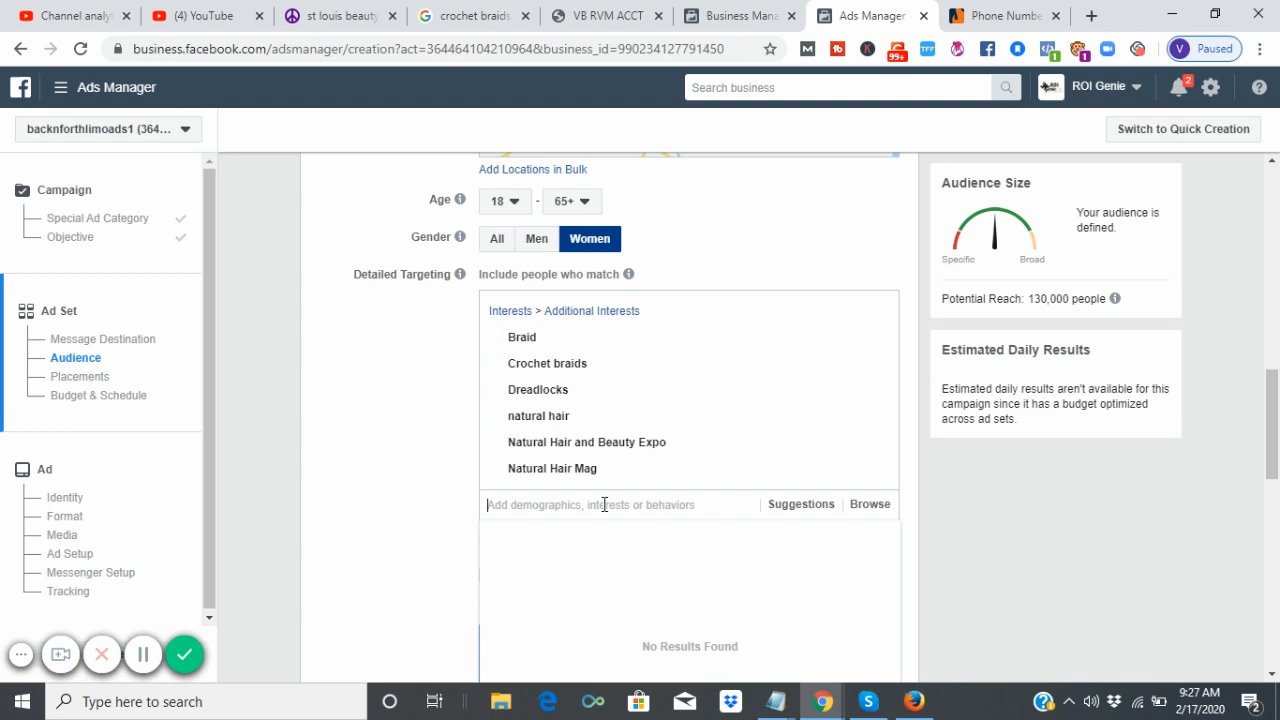 Channel analy
(4) YouTube
st louis beauty
crochet braids
VB RVM ACCT
Business Mana
Ads Manager
Phone Numbe
business.facebook.com/adsmanager/creation?act=364464104210964&business_id=990234127791450
99+
TFF
1
1
V Paused
Ads Manager
Search business
ROI Genie
2
backnforthlimoads1 (364...
Switch to Quick Creation
Campaign
Special Ad Category
Objective
Ad Set
Message Destination
Audience
Placements
Budget & Schedule
Ad
Identity
Format
Media
Ad Setup
Messenger Setup
Tracking
Add Locations in Bulk
Age
18 - 65+
Gender
All Men Women
Detailed Targeting
Include people who match
Interests > Additional Interests
Braid
Crochet braids
Dreadlocks
natural hair
Natural Hair and Beauty Expo
Natural Hair Mag
Add demographics, interests or behaviors
Suggestions
Browse
No Results Found
Audience Size
Your audience is
defined.
Specific
Broad
Potential Reach: 130,000 people
Estimated Daily Results
Estimated daily results aren't available for this
campaign since it has a budget optimized
across ad sets.
Type here to search
9:27 AM
2/17/2020
2